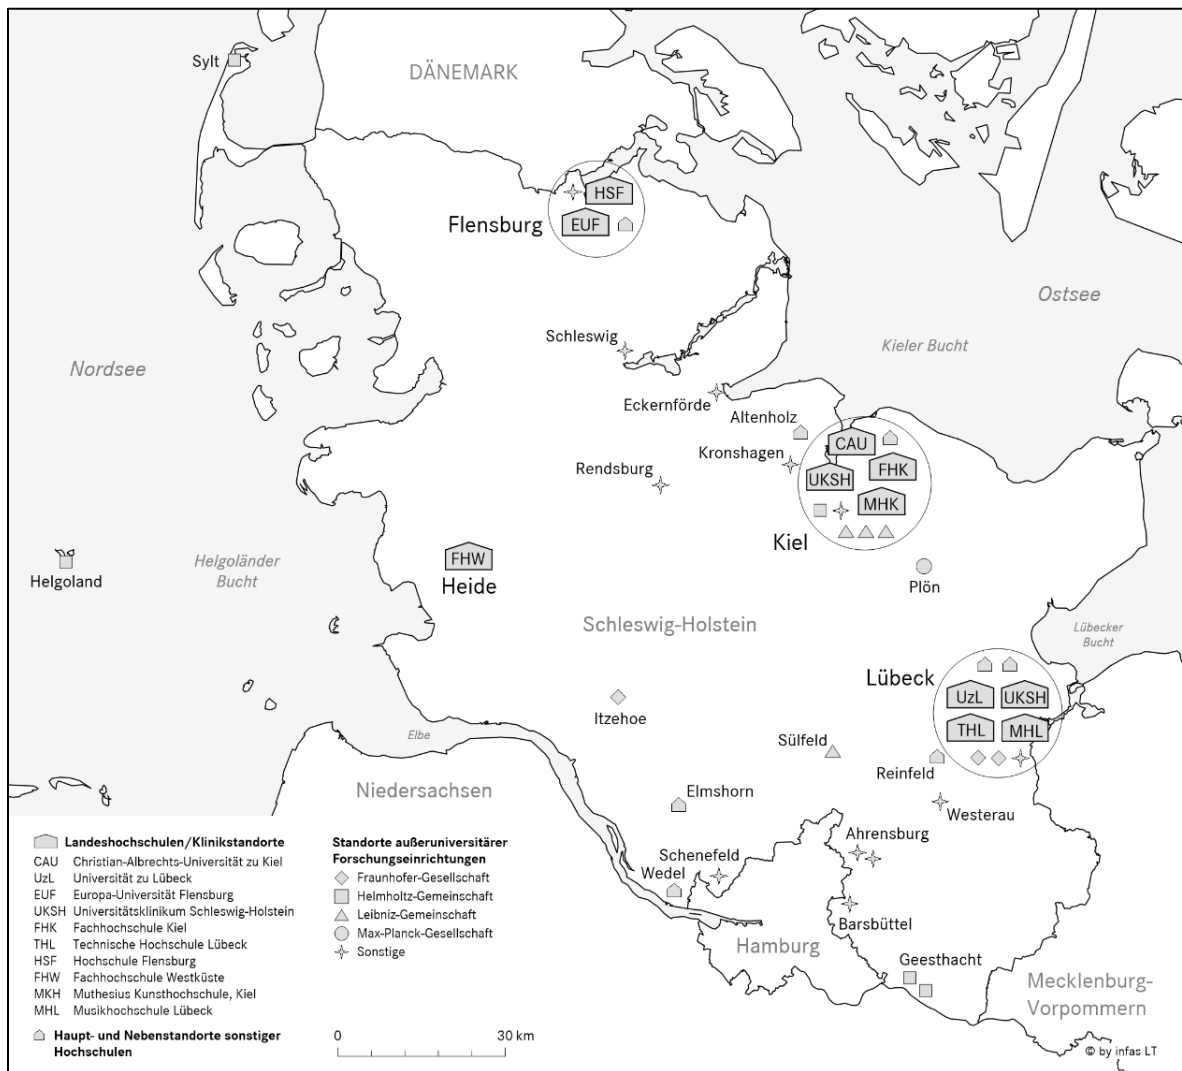 Sylt
DÄNEMARK
HSF
EUF
Flensburg
Ostsee
Schleswig
Kieler Bucht
Nordsee
Eckernförde
Altenholz
Kronshagen
CAU
FHK
UKSH
MHK
Rendsburg
Kiel
Helgoländer
Bucht
FHW
Heide
Helgoland
Plön
Schleswig-Holstein
Lübecker
Bucht
Lübeck
UzL
UKSH
THL
MHL
Itzehoe
Elbe
Sülfeld
Reinfeld
Niedersachsen
Elmshorn
Westerau
Ahrensburg
Schenefeld
Wedel
Barsbüttel
Hamburg
Geesthacht
Mecklenburg-
Vorpommern
Landeshochschulen/Klinikstandorte
CAU Christian-Albrechts-Universität zu Kiel
UzL Universität zu Lübeck
EUF Europa-Universität Flensburg
UKSH Universitätsklinikum Schleswig-Holstein
FHK Fachhochschule Kiel
THL Technische Hochschule Lübeck
HSF Hochschule Flensburg
FHW Fachhochschule Westküste
MKH Muthesius Kunsthochschule, Kiel
MHL Musikhochschule Lübeck
Haupt- und Nebenstandorte sonstiger
Hochschulen
Standorte außeruniversitärer
Forschungseinrichtungen
Fraunhofer-Gesellschaft
Helmholtz-Gemeinschaft
Leibniz-Gemeinschaft
Max-Planck-Gesellschaft
Sonstige
0 30 km
© by infas LT